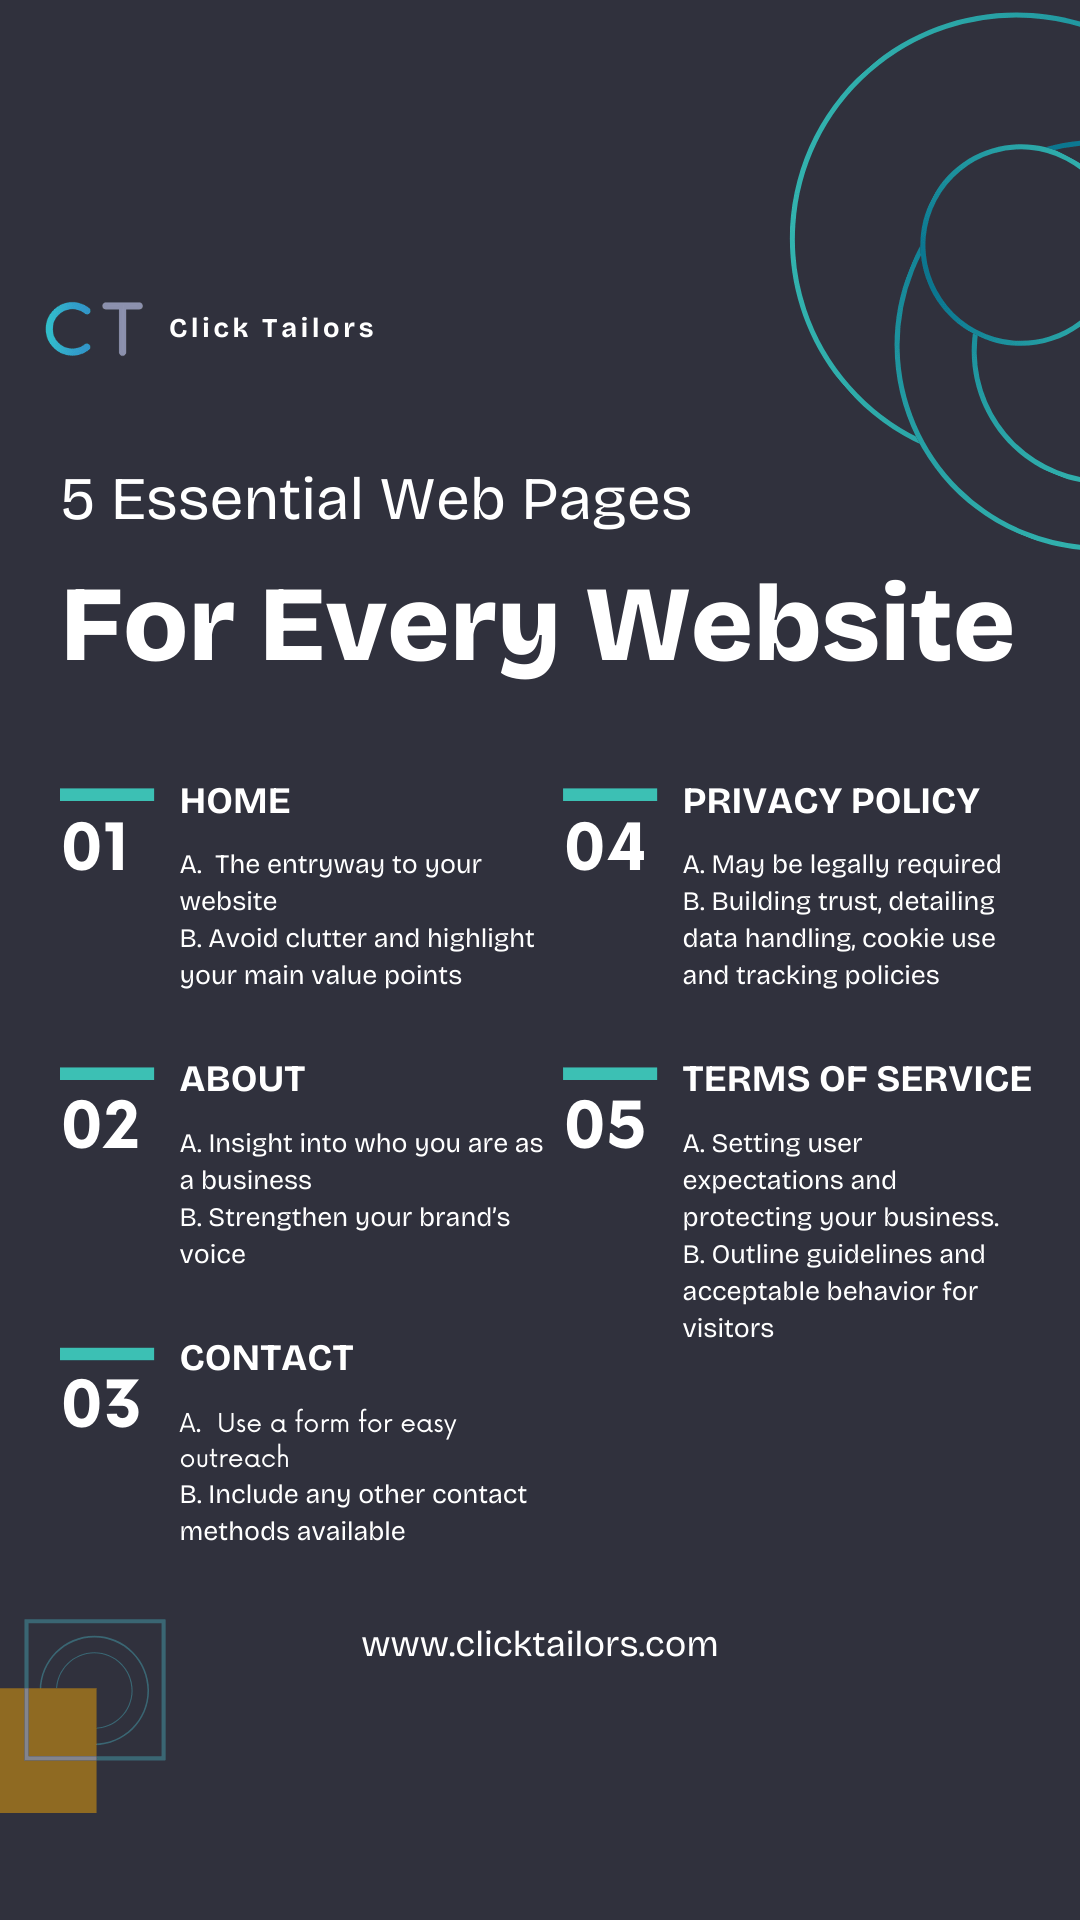 CT Click Tailors
5 Essential Web Pages
For Every Website
01
HOME
A.  The entryway to your
website
B. Avoid clutter and highlight
your main value points
02
ABOUT
A. Insight into who you are as
a business
B. Strengthen your brand's
voice
03
CONTACT
A.  Use a form for easy
outreach
B. Include any other contact
methods available
04
PRIVACY POLICY
A. May be legally required
B. Building trust, detailing
data handling, cookie use
and tracking policies
05
TERMS OF SERVICE
A. Setting user
expectations and
protecting your business.
B. Outline guidelines and
acceptable behavior for
visitors
www.clicktailors.com